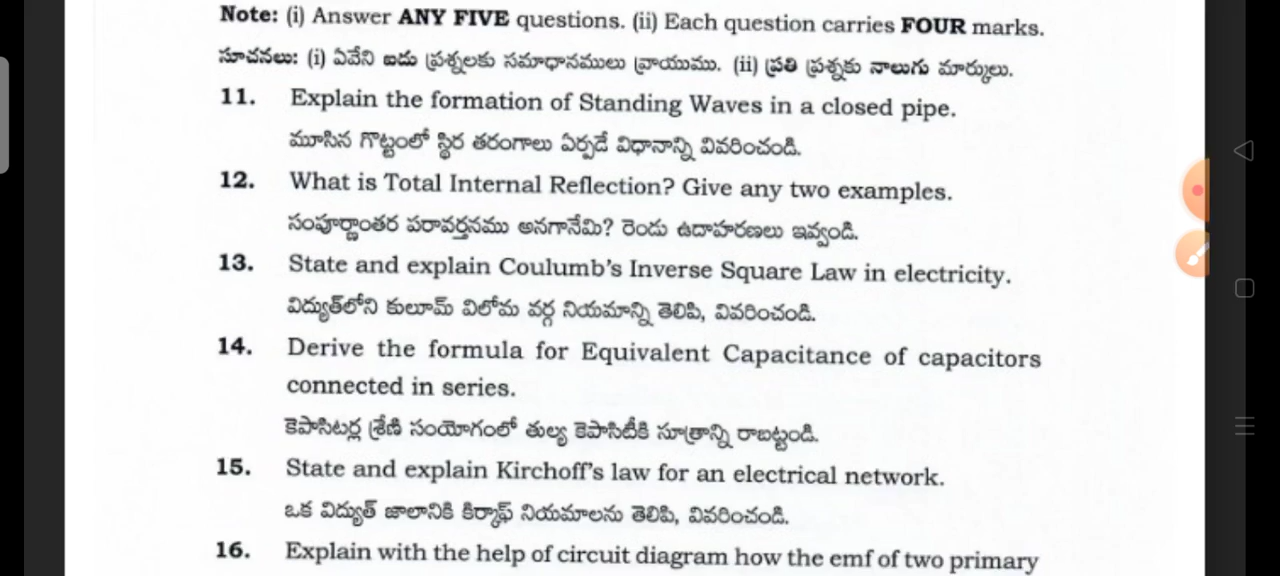 Note: (i) Answer ANY FIVE questions. (ii) Each question carries FOUR marks.
సూచనలు: (i) ఏవేని ఐదు ప్రశ్నలకు సమాధానములు వ్రాయుము. (ii) ప్రతి ప్రశ్నకు నాలుగు మార్కులు.
11. Explain the formation of Standing Waves in a closed pipe.
మూసిన గొట్టంలో స్థిర తరంగాలు ఏర్పడే విధానాన్ని వివరించండి.
12. What is Total Internal Reflection? Give any two examples.
సంపూర్ణాంతర పరావర్తనము అనగానేమి? రెండు ఉదాహరణలు ఇవ్వండి.
13. State and explain Coulumb's Inverse Square Law in electricity.
విద్యుత్‌లోని కులూమ్ విలోమ వర్గ నియమాన్ని తెలిపి, వివరించండి.
14. Derive the formula for Equivalent Capacitance of capacitors
connected in series.
కెపాసిటర్ల శ్రేణి సంయోగంలో తుల్య కెపాసిటీకి సూత్రాన్ని రాబట్టండి.
15. State and explain Kirchoff's law for an electrical network.
ఒక విద్యుత్ జాలానికి కిర్కాఫ్ నియమాలను తెలిపి, వివరించండి.
16. Explain with the help of circuit diagram how the emf of two primary